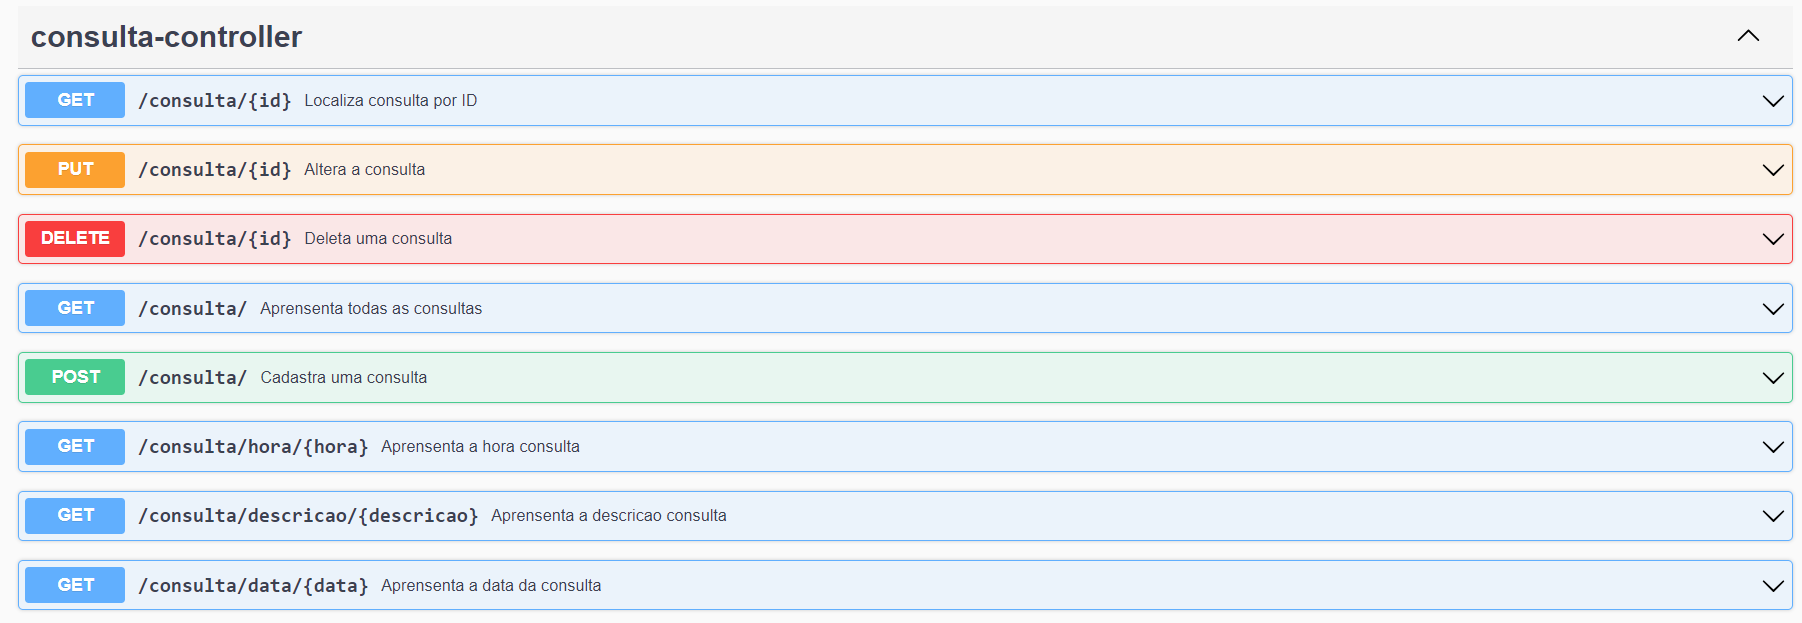 consulta-controller
GET /consulta/{id} Localiza consulta por ID
PUT /consulta/{id} Altera a consulta
DELETE /consulta/{id} Deleta uma consulta
GET /consulta/ Aprensenta todas as consultas
POST /consulta/ Cadastra uma consulta
GET /consulta/hora/{hora} Aprensenta a hora consulta
GET /consulta/descricao/{descricao} Aprensenta a descricao consulta
GET /consulta/data/{data} Aprensenta a data da consulta